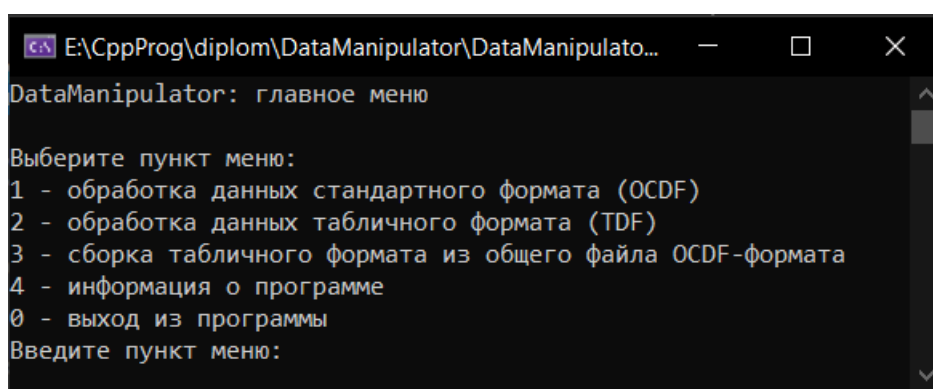 E:\CppProg\diplom\DataManipulator\DataManipulato...
DataManipulator: главное меню
Выберите пункт меню:
1 - обработка данных стандартного формата (OCDF)
2 - обработка данных табличного формата (TDF)
3 - сборка табличного формата из общего файла OCDF-формата
4 - информация о программе
0 - выход из программы
Введите пункт меню: